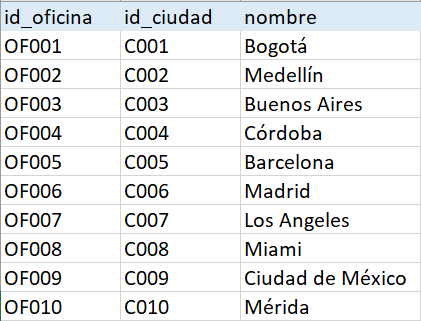 id_oficina id_ciudad nombre
OF001 C001 Bogotá
OF002 C002 Medellín
OF003 C003 Buenos Aires
OF004 C004 Córdoba
OF005 C005 Barcelona
OF006 C006 Madrid
OF007 C007 Los Angeles
OF008 C008 Miami
OF009 C009 Ciudad de México
OF010 C010 Mérida